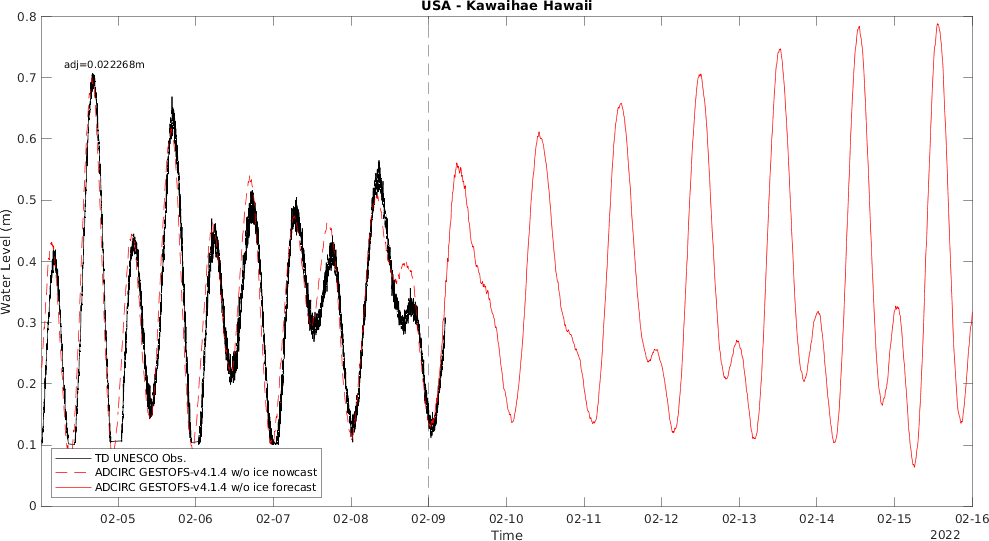 USA - Kawaihae Hawaii
adj=0.022268m
0.8
0.7
0.6
0.5
0.4
0.3
0.2
0.1
0
Water Level (m)
TD UNESCO Obs.
ADCIRC GESTOFS-v4.1.4 w/o ice nowcast
ADCIRC GESTOFS-v4.1.4 w/o ice forecast
02-05 02-06 02-07 02-08 02-09 02-10 02-11 02-12 02-13 02-14 02-15 02-16
Time
2022